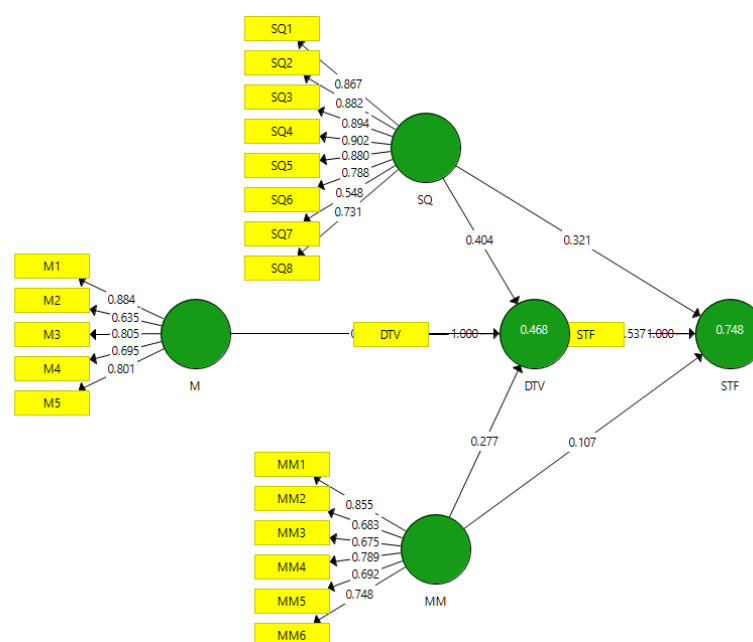 SQ1
SQ2
SQ3
SQ4
SQ5
SQ6
SQ7
SQ8
0.867
0.882
0.894
0.902
0.880
0.788
0.548
0.731
SQ
0.404
0.321
M1
M2
M3
M4
M5
0.884
0.635
0.805
0.695
0.801
M
DTV
1.000
0.468
DTV
STF
.537
1.000
0.748
STF
0.277
0.107
MM1
MM2
MM3
MM4
MM5
MM6
0.855
0.683
0.675
0.789
0.692
0.748
MM